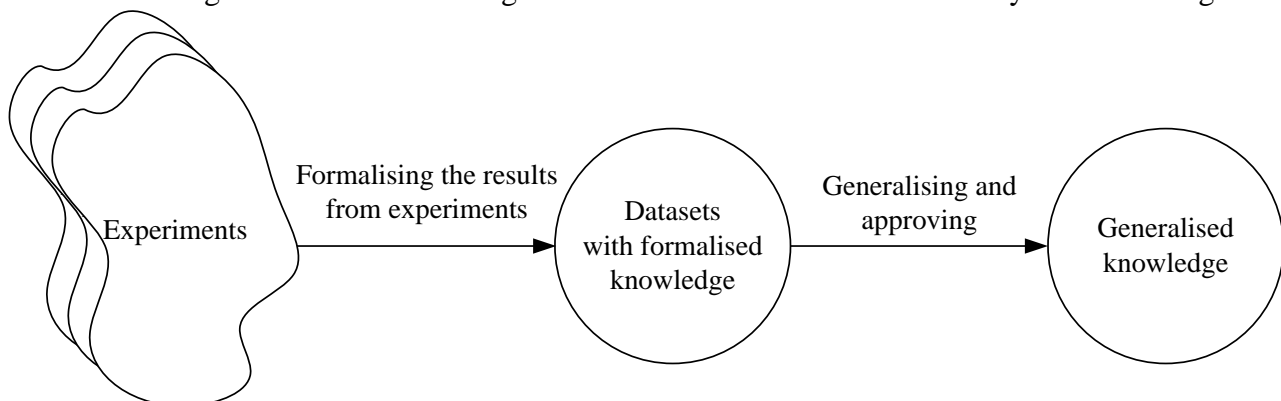 Formalising the results
from experiments
Experiments
Datasets
with formalised
knowledge
Generalising and
approving
Generalised
knowledge